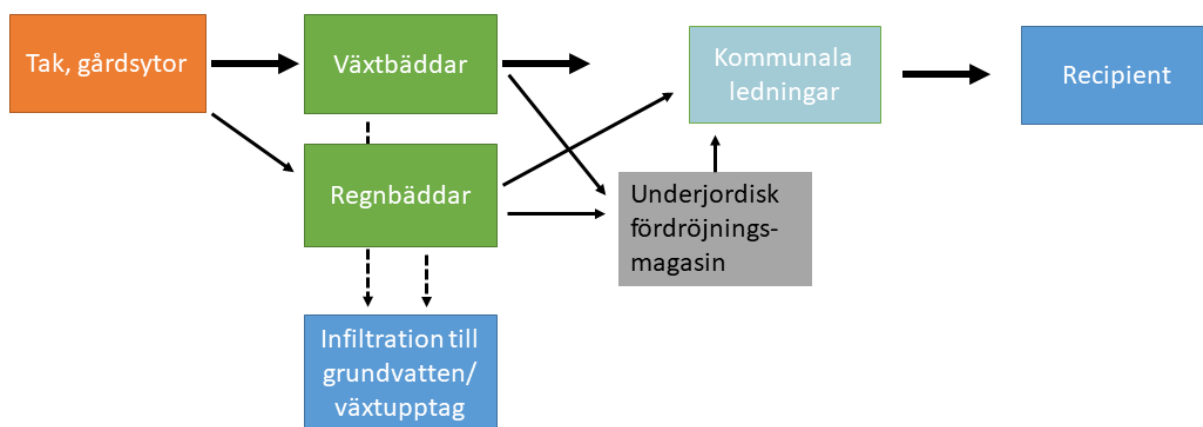 Tak, gårdsytor
Växtbäddar
Kommunala
ledningar
Recipient
Regnbäddar
Underjordisk
fördröjnings-
magasin
Infiltration till
grundvatten/
växtupptag